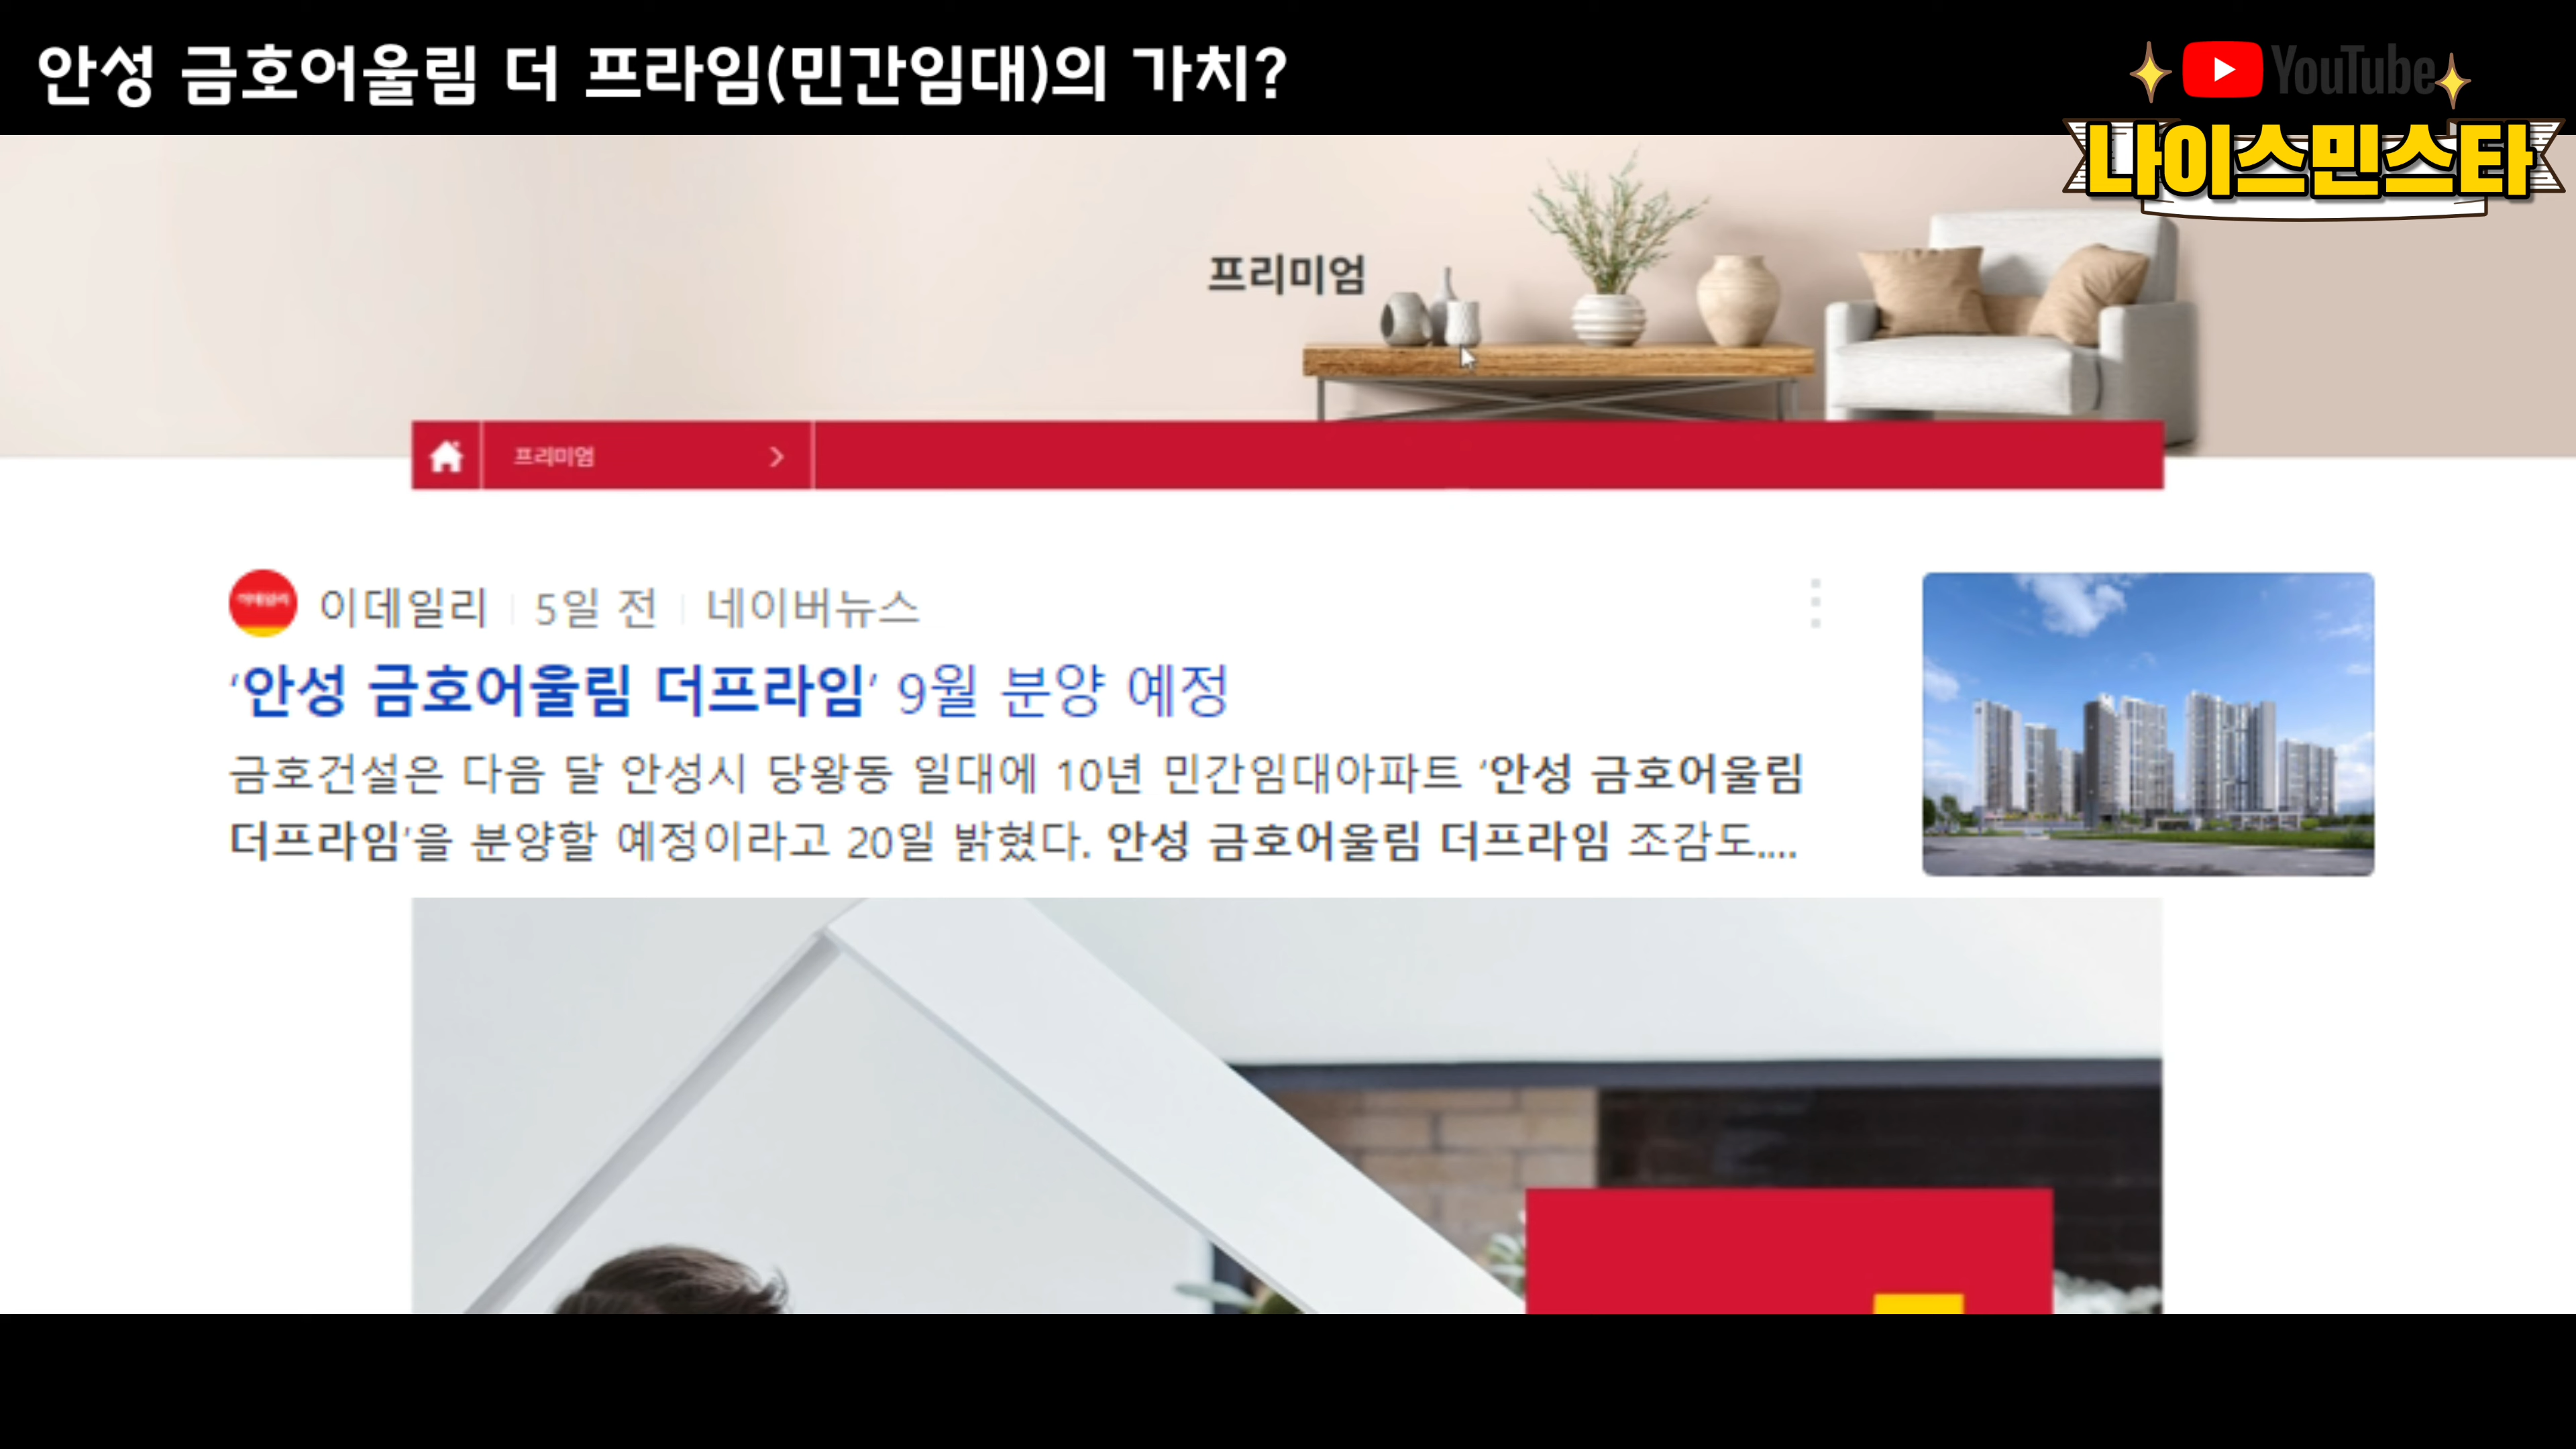 안성 금호어울림 더 프라임(민간임대)의 가치?
YouTube
나이스민스타
프리미엄
프리미엄
이데일리
이데일리 5일 전 네이버뉴스
‘안성 금호어울림 더프라임’ 9월 분양 예정
금호건설은 다음 달 안성시 당왕동 일대에 10년 민간임대아파트 ‘안성 금호어울림
더프라임’을 분양할 예정이라고 20일 밝혔다. 안성 금호어울림 더프라임 조감도....